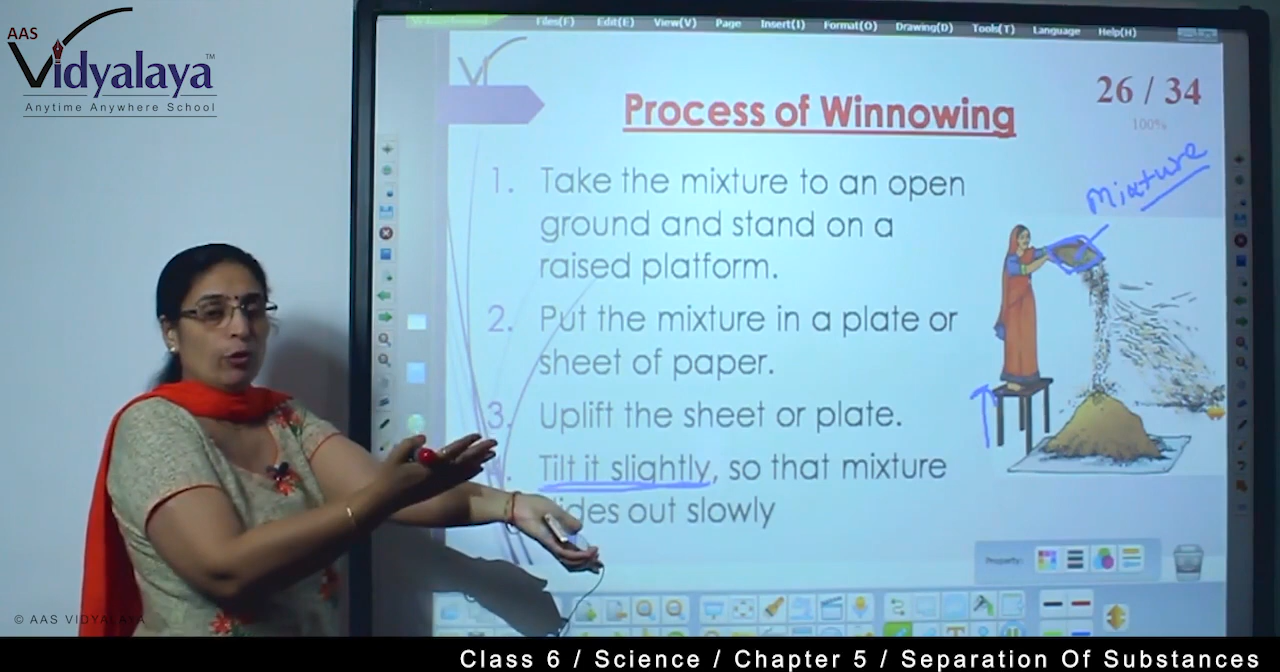 AAS
Vidyalaya™
Anytime Anywhere School
Files(F) Edit(E) View(V) Page Insert(I) Format(O) Drawing(D) Tools(T) Language Help(H)
26 / 34
100%
Process of Winnowing
Mixture
1. Take the mixture to an open
ground and stand on a
raised platform.
2. Put the mixture in a plate or
sheet of paper.
3. Uplift the sheet or plate.
Tilt it slightly, so that mixture
out slowly
Property:
© AAS VIDYALAYA
Class 6 / Science / Chapter 5 / Separation Of Substances